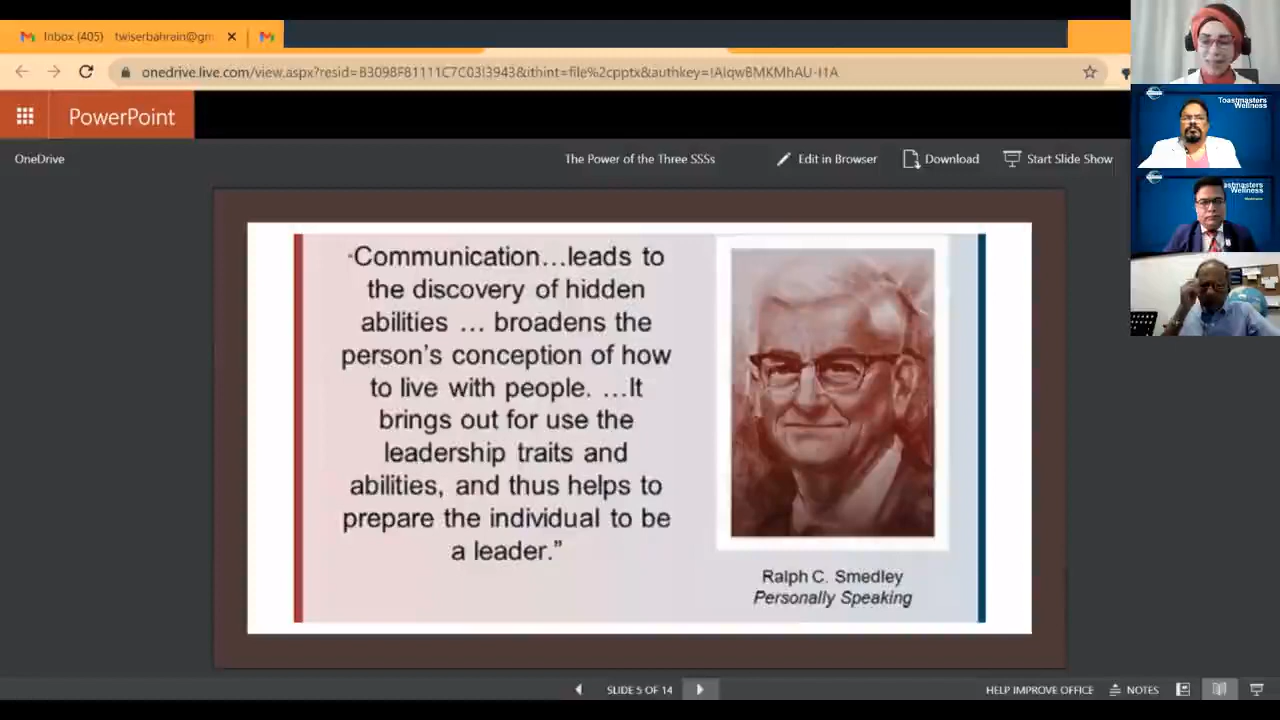 Inbox (405) twiserbahrain@gm
onedrive.live.com/view.aspx?resid=B3098F81111C7C03!3943&ithint=file%2cpptx&authkey=!AIqwBMKMhAU-I1A
PowerPoint
OneDrive
The Power of the Three SSSs
Edit in Browser
Download
Start Slide Show
"Communication…leads to
the discovery of hidden
abilities … broadens the
person's conception of how
to live with people. …It
brings out for use the
leadership traits and
abilities, and thus helps to
prepare the individual to be
a leader.”
Ralph C. Smedley
Personally Speaking
SLIDE 5 OF 14
HELP IMPROVE OFFICE
NOTES
Toastmasters
Wellness
astmasters
Wellness